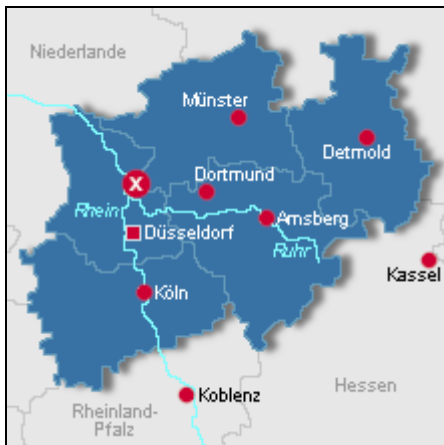 Niederlande
Münster
Detmold
Dortmund
X
Rhein
Arnsberg
Düsseldorf
Ruhr
Kassel
Köln
Hessen
Koblenz
Rheinland-
Pfalz